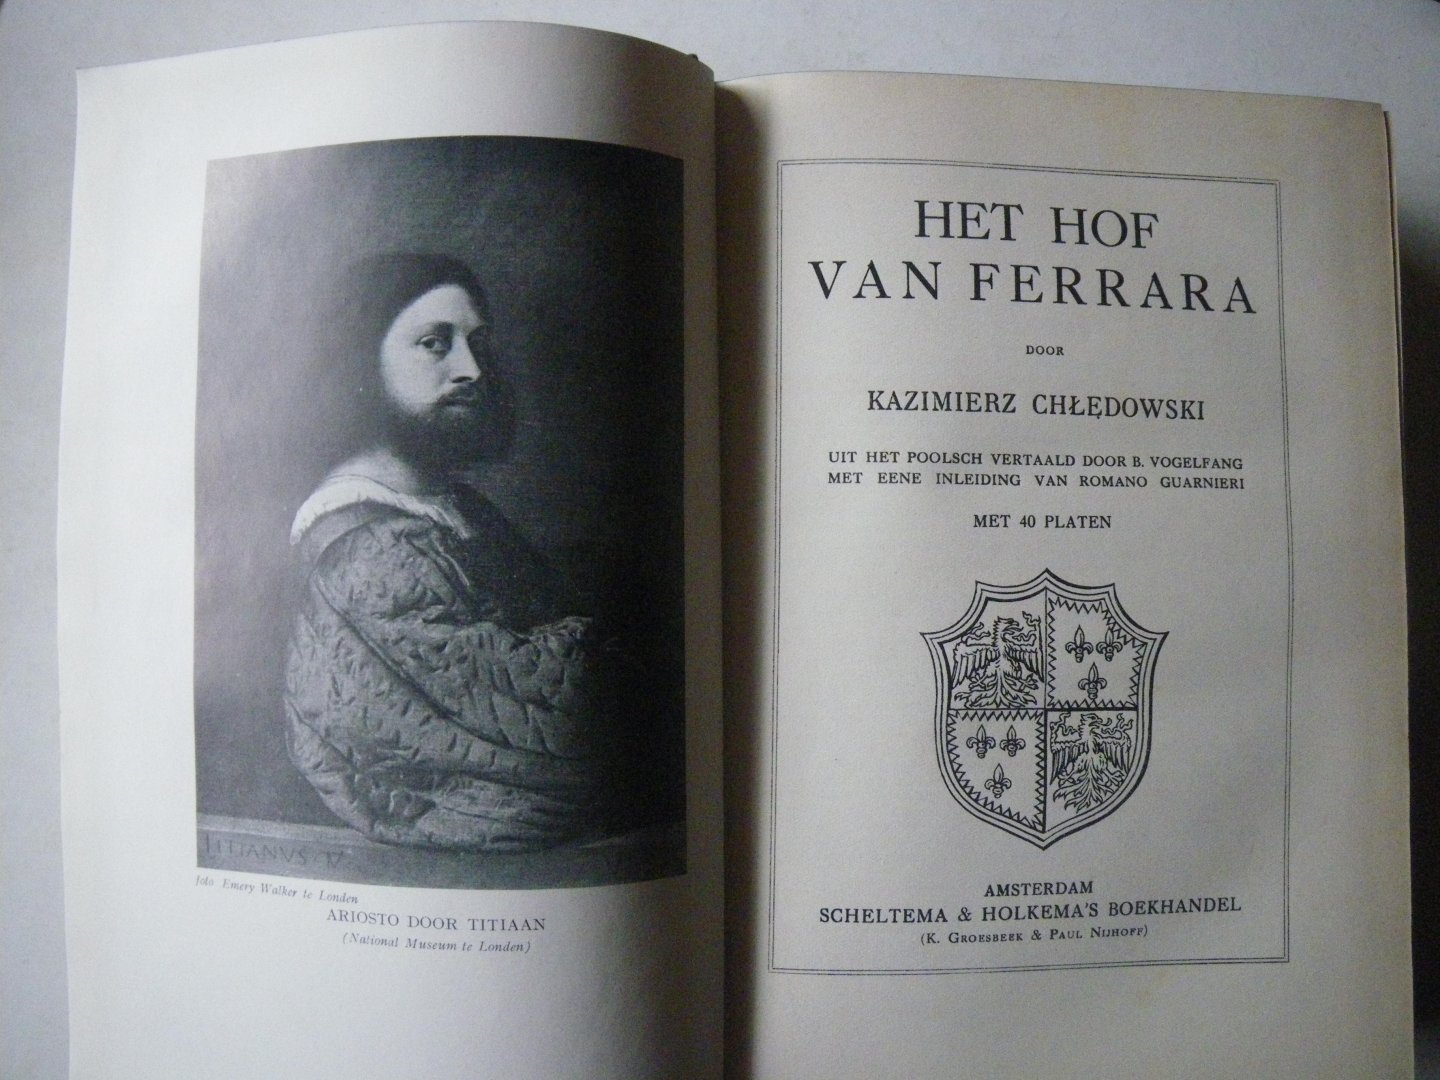 TITIANVS V
foto Emery Walker te Londen
ARIOSTO DOOR TITIAAN
(National Museum te Londen)
HET HOF
VAN FERRARA
DOOR
KAZIMIERZ CHŁĘDOWSKI
UIT HET POOLSCH VERTAALD DOOR B. VOGELFANG
MET EENE INLEIDING VAN ROMANO GUARNIERI
MET 40 PLATEN
AMSTERDAM
SCHELTEMA & HOLKEMA'S BOEKHANDEL
(K. GROESBEEK & PAUL NIJHOFF)